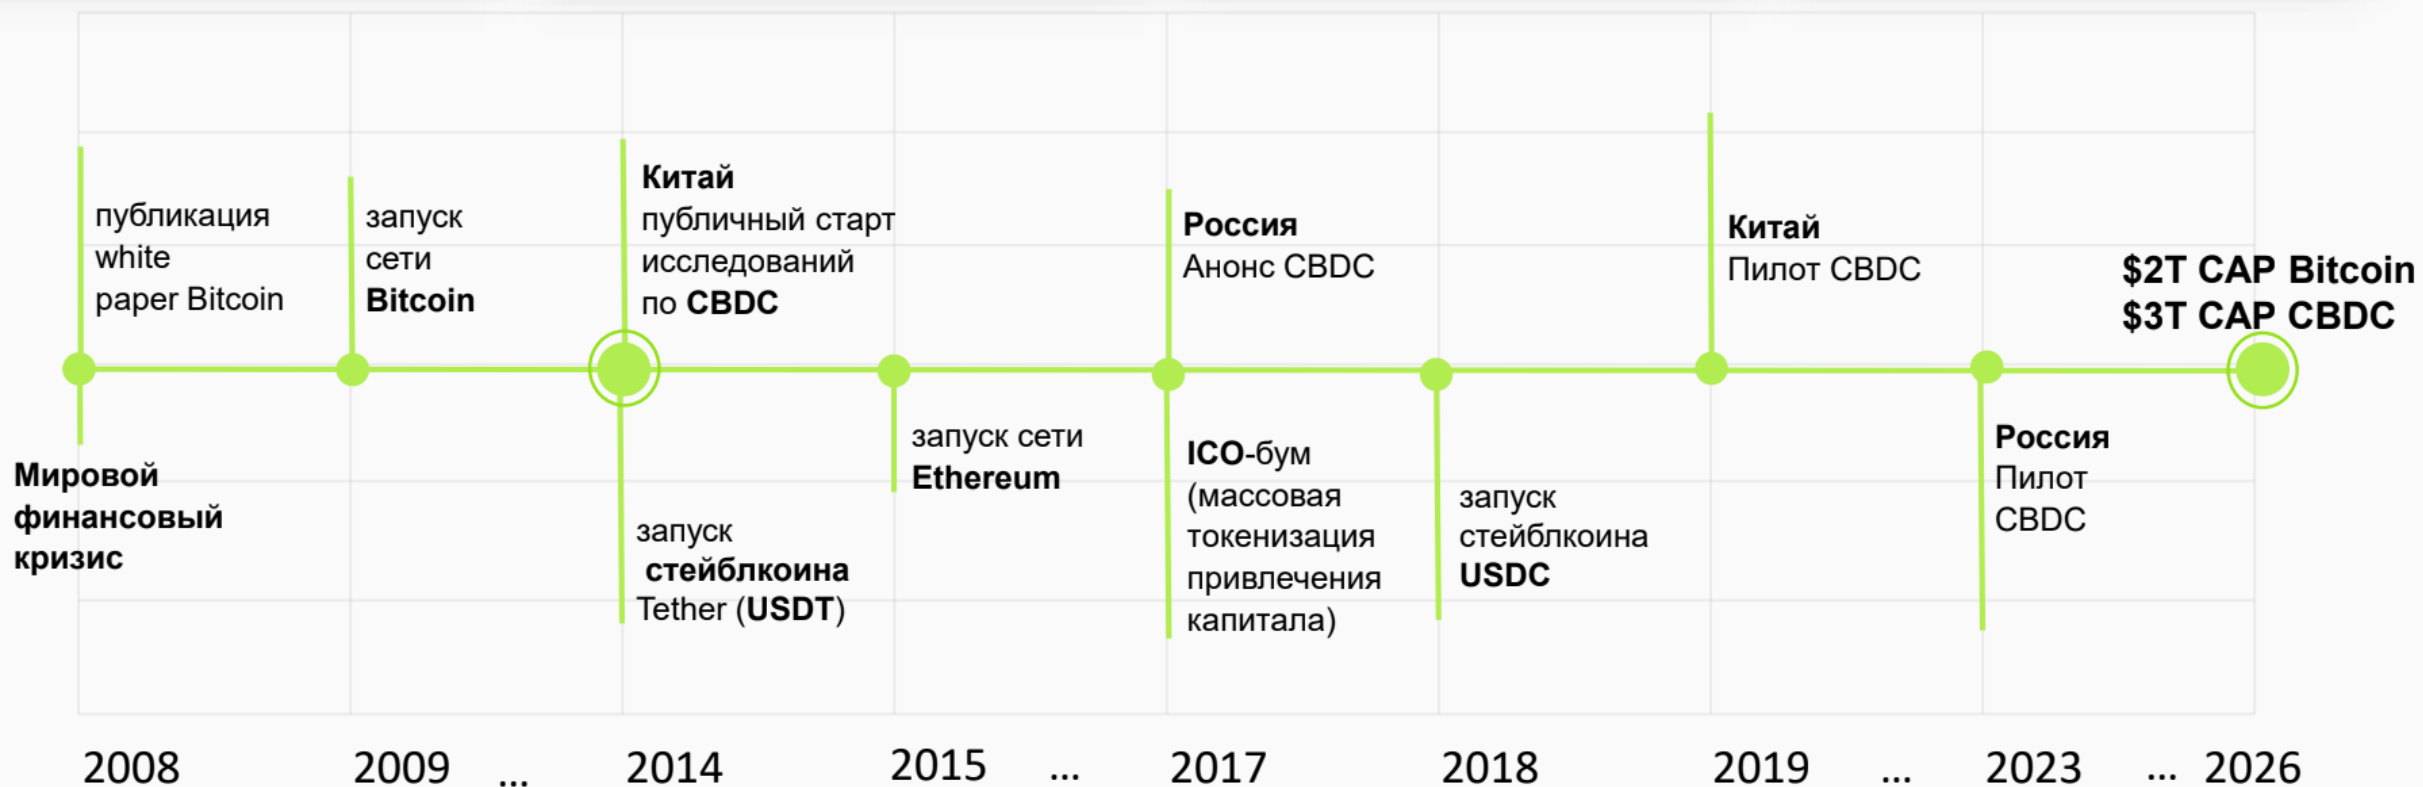 публикация
white
paper Bitcoin
Мировой
финансовый
кризис
запуск
сети
Bitcoin
Китай
публичный старт
исследований
по CBDC
запуск
стейблкоина
Tether (USDT)
запуск сети
Ethereum
Россия
Анонс CBDC
ICO-бум
(массовая
токенизация
привлечения
капитала)
запуск
стейблкоина
USDC
Китай
Пилот CBDC
Россия
Пилот
CBDC
$2T CAP Bitcoin
$3T CAP CBDC
2008 2009 ... 2014 2015 ... 2017 2018 2019 ... 2023 ... 2026